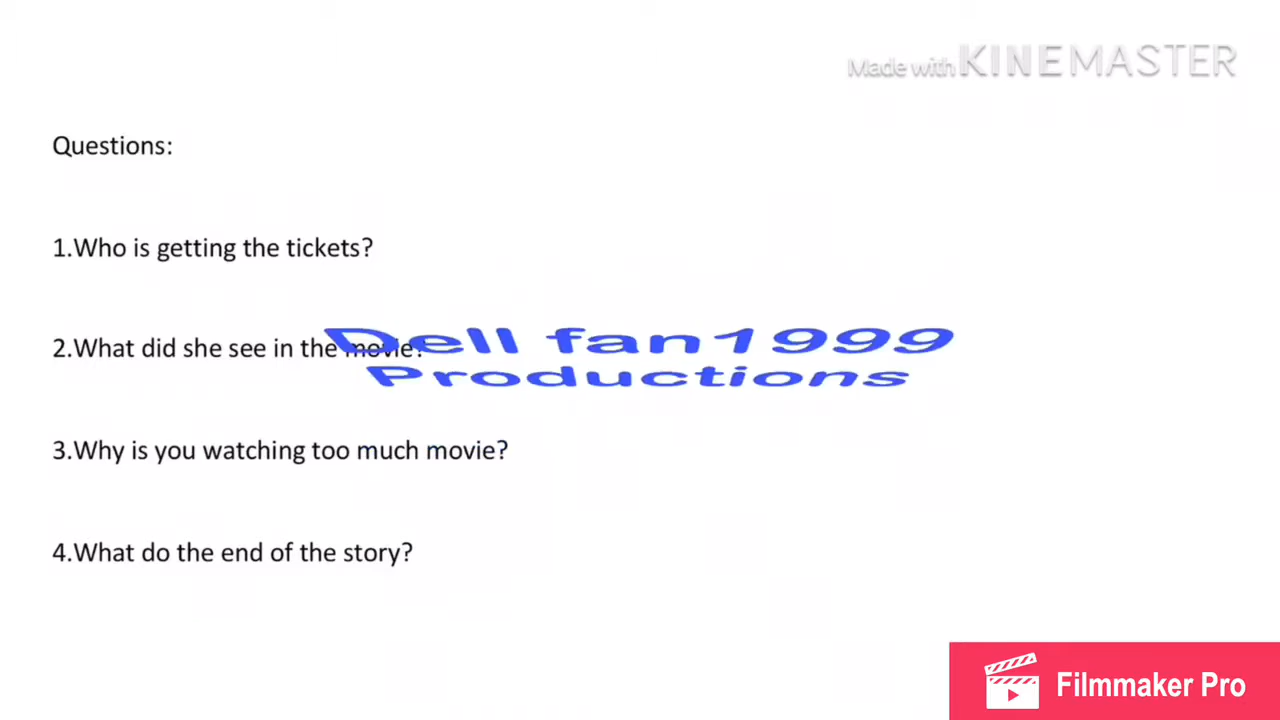 Made with KINEMASTER
Questions:
1.Who is getting the tickets?
2.What did she see in the movie?
Dell fan1999
Productions
3.Why is you watching too much movie?
4.What do the end of the story?
Filmmaker Pro